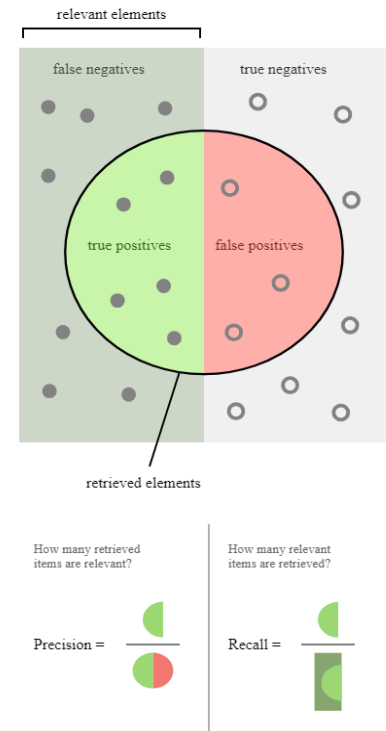 relevant elements
false negatives
true negatives
true positives
false positives
retrieved elements
How many retrieved
items are relevant?
How many relevant
items are retrieved?
Precision =
Recall =